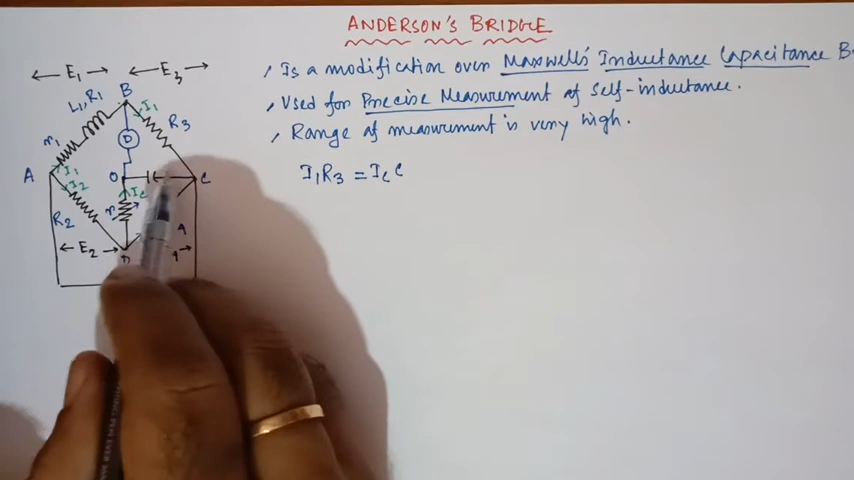 ANDERSON'S BRIDGE
Is a modification over Maxwell's Inductance Capacitance B
Used for Precise Measurement of self-inductance.
Range of measurement is very high.
I1R3 = IcC
E1
E3
B
L1, R1
I1
R3
r1
D
A
I1
I2
O
C
Ic
R2
r
E2
D